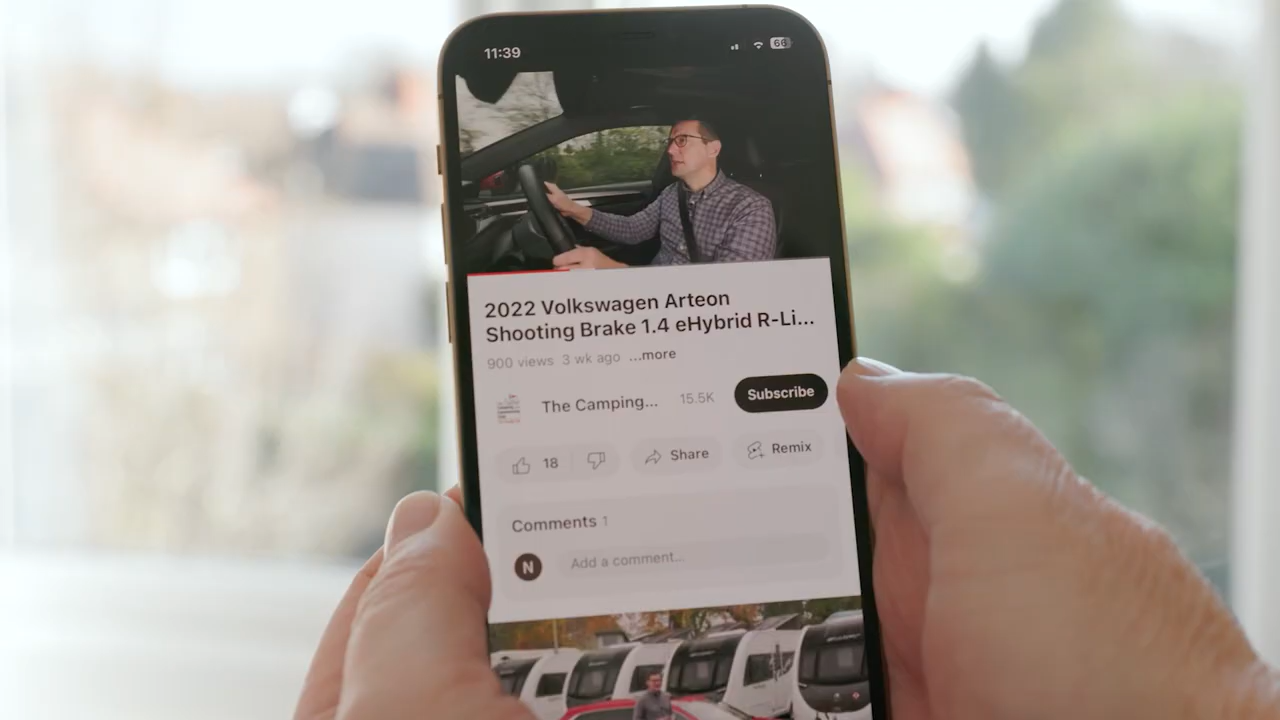 11:39
66
2022 Volkswagen Arteon
Shooting Brake 1.4 eHybrid R-Li...
900 views 3 wk ago ...more
The Camping... 15.5K Subscribe
18 Share Remix
Comments 1
N Add a comment...